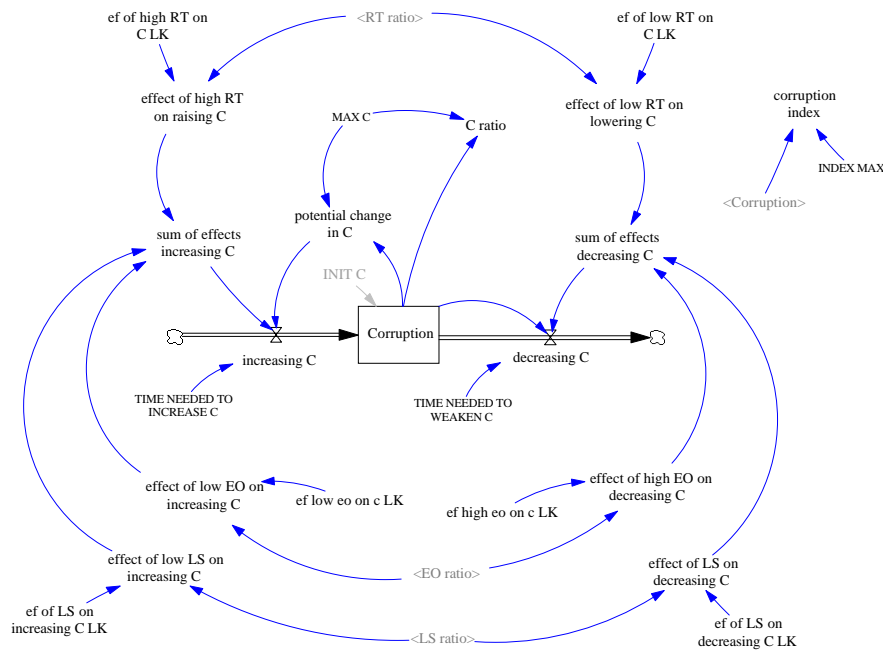 ef of high RT on
C LK
<RT ratio>
ef of low RT on
C LK
effect of high RT
on raising C
MAX C
C ratio
effect of low RT on
lowering C
corruption
index
INDEX MAX
<Corruption>
potential change
in C
sum of effects
increasing C
sum of effects
decreasing C
INIT C
Corruption
increasing C
decreasing C
TIME NEEDED TO
INCREASE C
TIME NEEDED TO
WEAKEN C
effect of low EO on
increasing C
ef low eo on c LK
ef high eo on c LK
effect of high EO on
decreasing C
effect of low LS on
increasing C
<EO ratio>
effect of LS on
decreasing C
ef of LS on
increasing C LK
<LS ratio>
ef of LS on
decreasing C LK